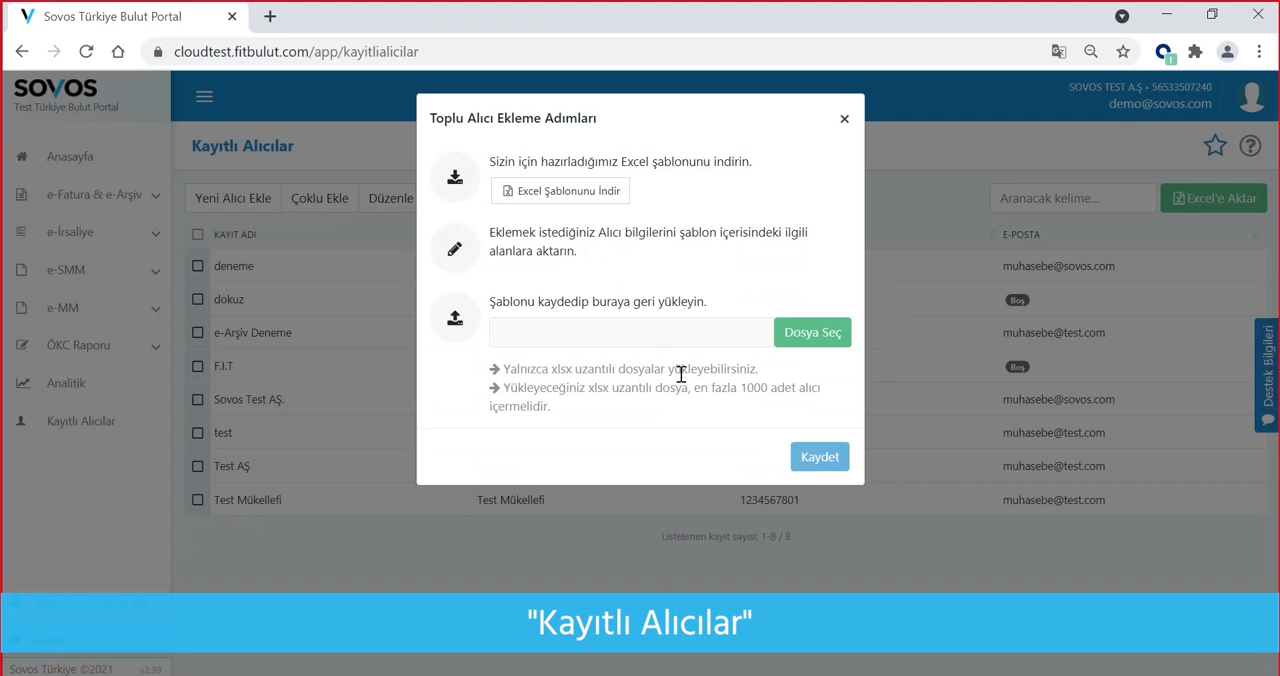 Sovos Türkiye Bulut Portal
cloudtest.fitbulut.com/app/kayitlialicilar
SOVOS
Test Türkiye Bulut Portal
SOVOS TEST A.Ş - 56533507240
demo@sovos.com
Anasayfa
e-Fatura & e-Arşiv
e-İrsaliye
e-SMM
e-MM
ÖKC Raporu
Analitik
Kayıtlı Alıcılar
Kayıtlı Alıcılar
Yeni Alıcı Ekle
Çoklu Ekle
Düzenle
Aranacak kelime...
Excel'e Aktar
KAYIT ADI
E-POSTA
deneme
muhasebe@sovos.com
dokuz
Boş
e-Arşiv Deneme
muhasebe@test.com
F.I.T
Boş
Sovos Test AŞ.
muhasebe@sovos.com
test
muhasebe@test.com
Test AŞ
muhasebe@test.com
Test Mükellefi
Test Mükellefi
1234567801
muhasebe@test.com
Listelenen kayıt sayısı: 1-8 / 8
Toplu Alıcı Ekleme Adımları
×
Sizin için hazırladığımız Excel şablonunu indirin.
Excel Şablonunu İndir
Eklemek istediğiniz Alıcı bilgilerini şablon içerisindeki ilgili
alanlara aktarın.
Şablonu kaydedip buraya geri yükleyin.
Dosya Seç
Yalnızca xlsx uzantılı dosyalar yükleyebilirsiniz.
Yükleyeceğiniz xlsx uzantılı dosya, en fazla 1000 adet alıcı
içermelidir.
Kaydet
Destek Bilgileri
"Kayıtlı Alıcılar"
Sovos Türkiye ©2021
v2.39